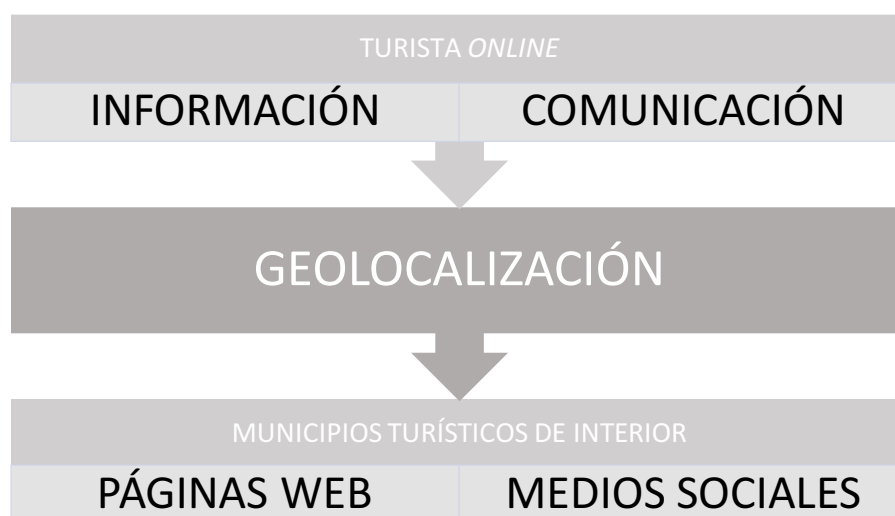 TURISTA ONLINE
INFORMACIÓN COMUNICACIÓN
GEOLOCALIZACIÓN
MUNICIPIOS TURÍSTICOS DE INTERIOR
PÁGINAS WEB MEDIOS SOCIALES